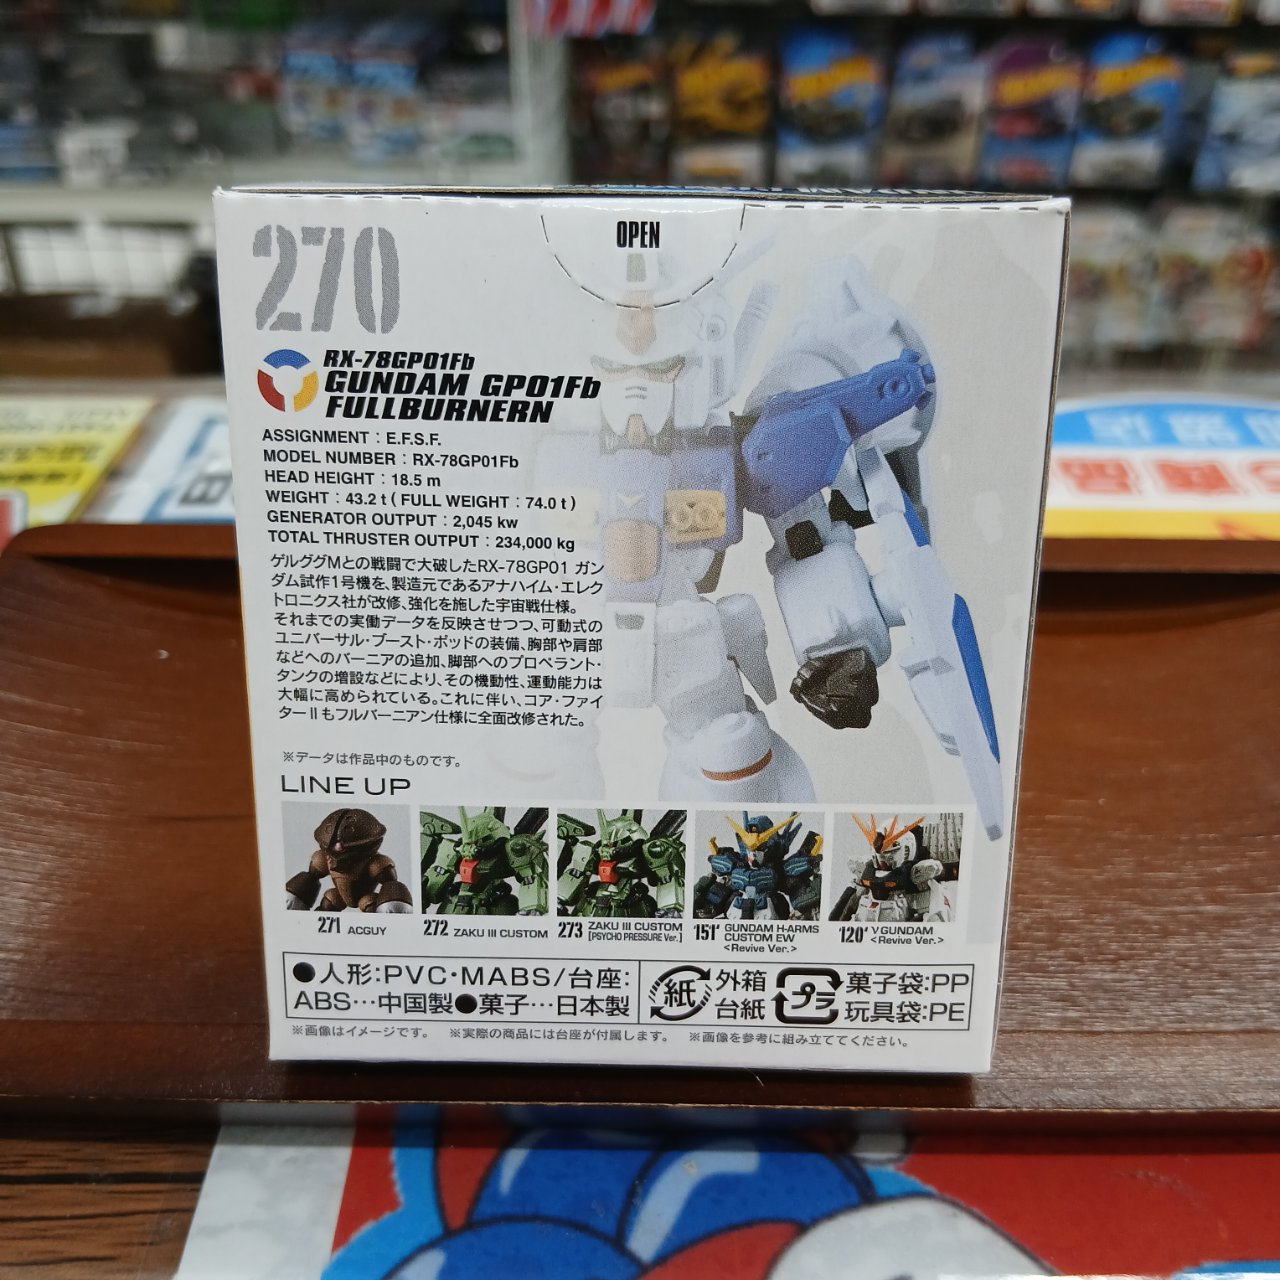 OPEN
270
RX-78GP01Fb
GUNDAM GP01Fb
FULLBURNERN
ASSIGNMENT : E.F.S.F.
MODEL NUMBER : RX-78GP01Fb
HEAD HEIGHT : 18.5 m
WEIGHT : 43.2 t ( FULL WEIGHT : 74.0 t )
GENERATOR OUTPUT : 2,045 kw
TOTAL THRUSTER OUTPUT : 234,000 kg
ゲルググMとの戦闘で大破したRX-78GP01 ガン
ダム試作1号機を、製造元であるアナハイム・エレク
トロニクス社が改修、強化を施した宇宙戦仕様。
それまでの実働データを反映させつつ、可動式の
ユニバーサル・ブースト・ポッドの装備、胸部や肩部
などへのバーニアの追加、脚部へのプロペラント・
タンクの増設などにより、その機動性、運動能力は
大幅に高められている。これに伴い、コア・ファイ
ターⅡもフルバーニアン仕様に全面改修された。
※データは作品中のものです。
LINE UP
271 ACGUY
272 ZAKU III CUSTOM
273 ZAKU III CUSTOM
[PSYCHO PRESSURE Ver.]
151' GUNDAM H-ARMS
CUSTOM EW
<Revive Ver.>
120' νGUNDAM
<Revive Ver.>
●人形:PVC・MABS/台座:
ABS…中国製●菓子…日本製
紙
外箱
台紙
プラ
菓子袋:PP
玩具袋:PE
※画像はイメージです。 ※実際の商品には台座が付属します。 ※画像を参考に組み立ててください。